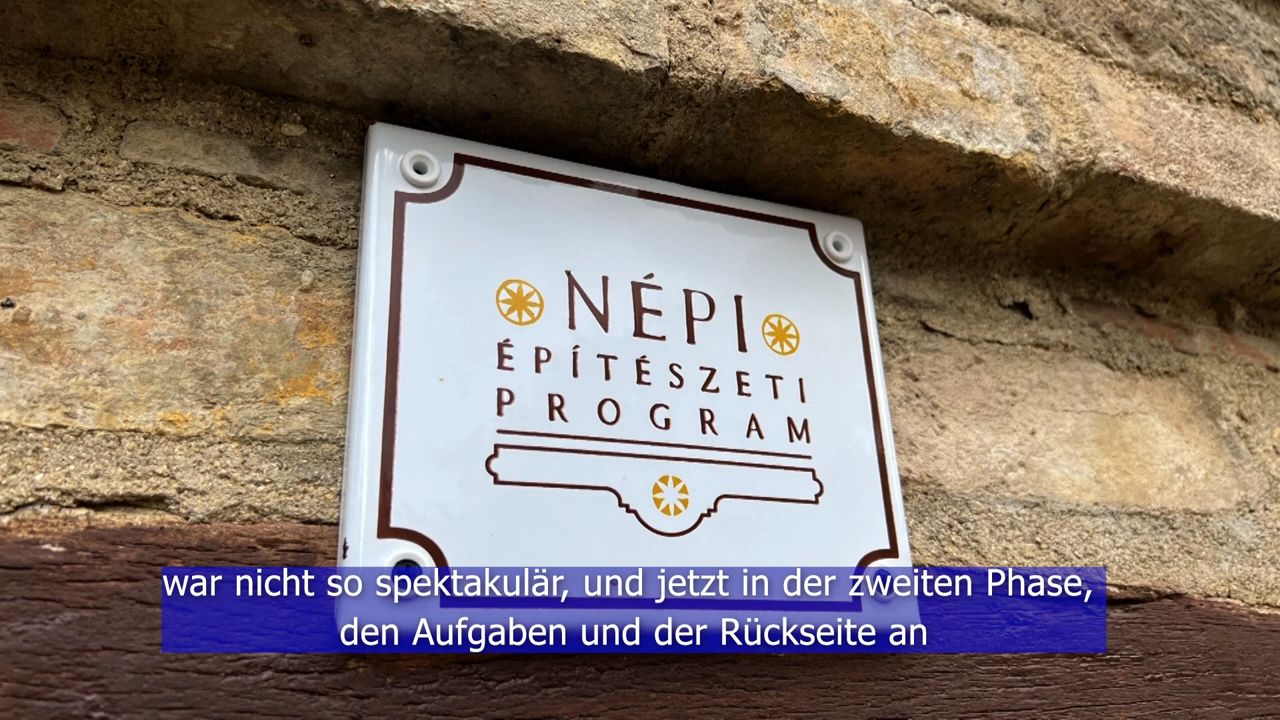 NÉPI
ÉPÍTÉSZETI
PROGRAM
war nicht so spektakulär, und jetzt in der zweiten Phase,
den Aufgaben und der Rückseite an